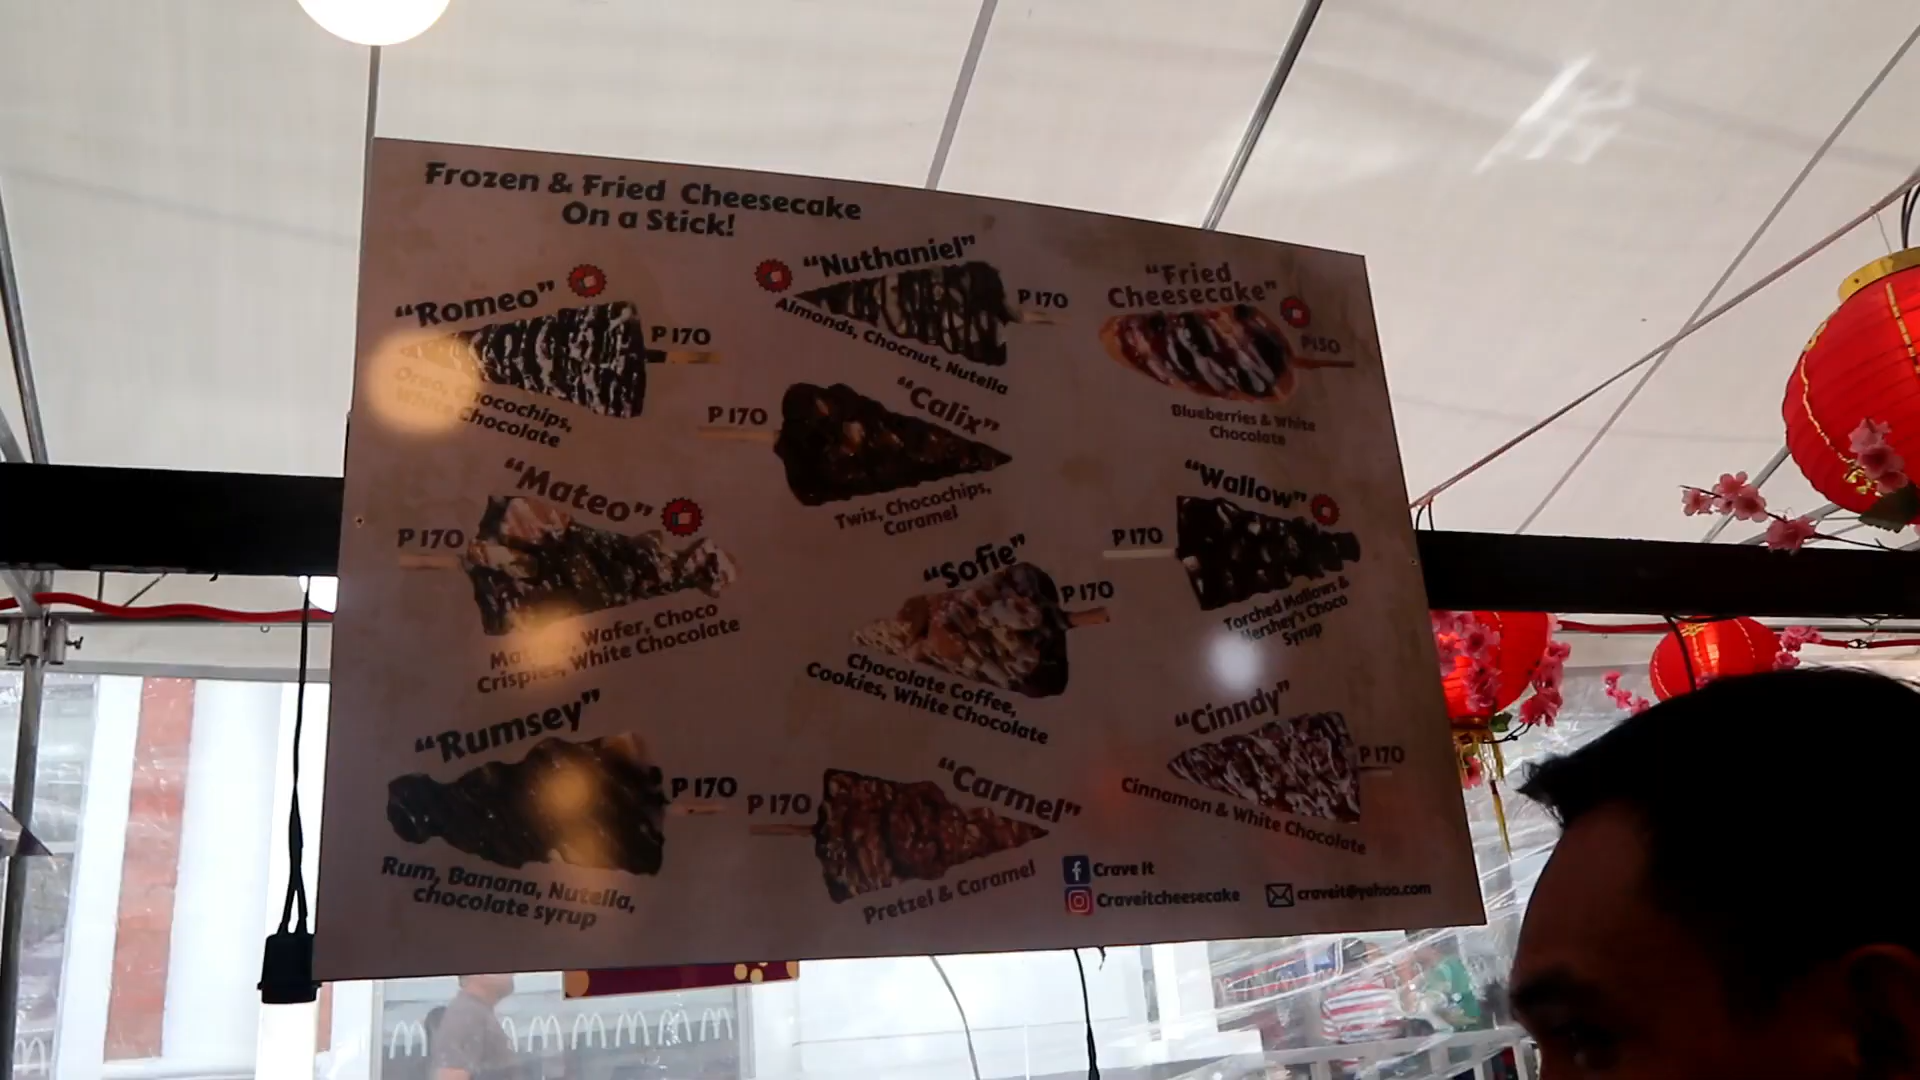 Frozen & Fried Cheesecake
On a Stick!
"Romeo"
P 170
Oreo, Chocochips,
White Chocolate
"Nuthaniel"
P 170
Almonds, Chocnut, Nutella
"Fried
Cheesecake"
P150
Blueberries & White
Chocolate
"Calix"
P 170
Twix, Chocochips,
Caramel
"Mateo"
P 170
Wafer, Choco
Crispies, White Chocolate
"Sofie"
P 170
Chocolate Coffee,
Cookies, White Chocolate
"Wallow"
P 170
Torched Mallows &
Hershey's Choco
Syrup
"Rumsey"
P 170
Rum, Banana, Nutella,
chocolate syrup
"Carmel"
P 170
Pretzel & Caramel
"Cinndy"
P 170
Cinnamon & White Chocolate
Crave It
Craveitcheesecake
craveit@yahoo.com